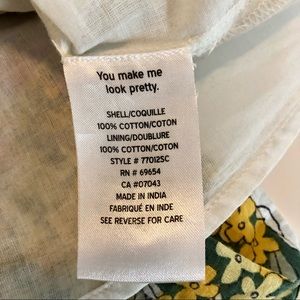 You make me
look pretty.
SHELL/COQUILLE
100% COTTON/COTON
LINING/DOUBLURE
100% COTTON/COTON
STYLE # 77012SC
RN # 69654
CA #07043
MADE IN INDIA
FABRIQUÉ EN INDE
SEE REVERSE FOR CARE